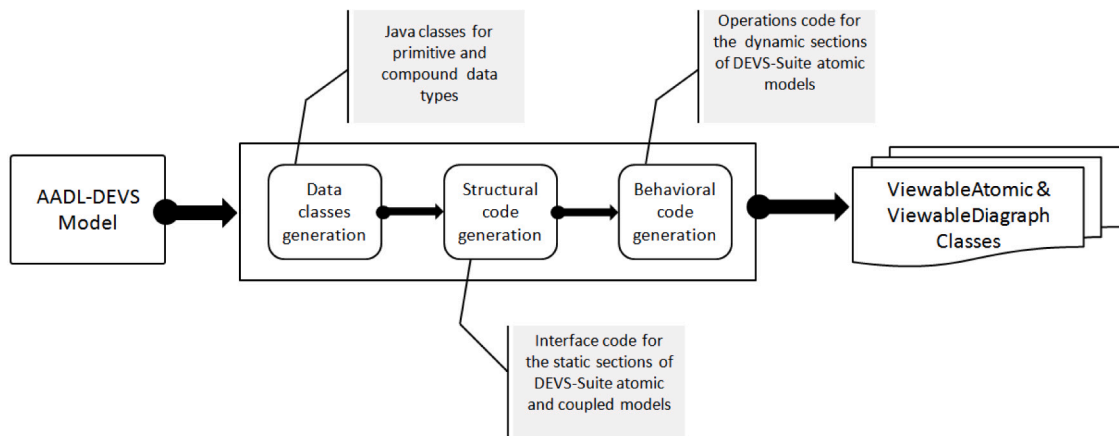 Java classes for
primitive and
compound data
types
Operations code for
the dynamic sections
of DEVS-Suite atomic
models
AADL-DEVS
Model
Data
classes
generation
Structural
code
generation
Behavioral
code
generation
ViewableAtomic &
ViewableDiagraph
Classes
Interface code for
the static sections of
DEVS-Suite atomic
and coupled models